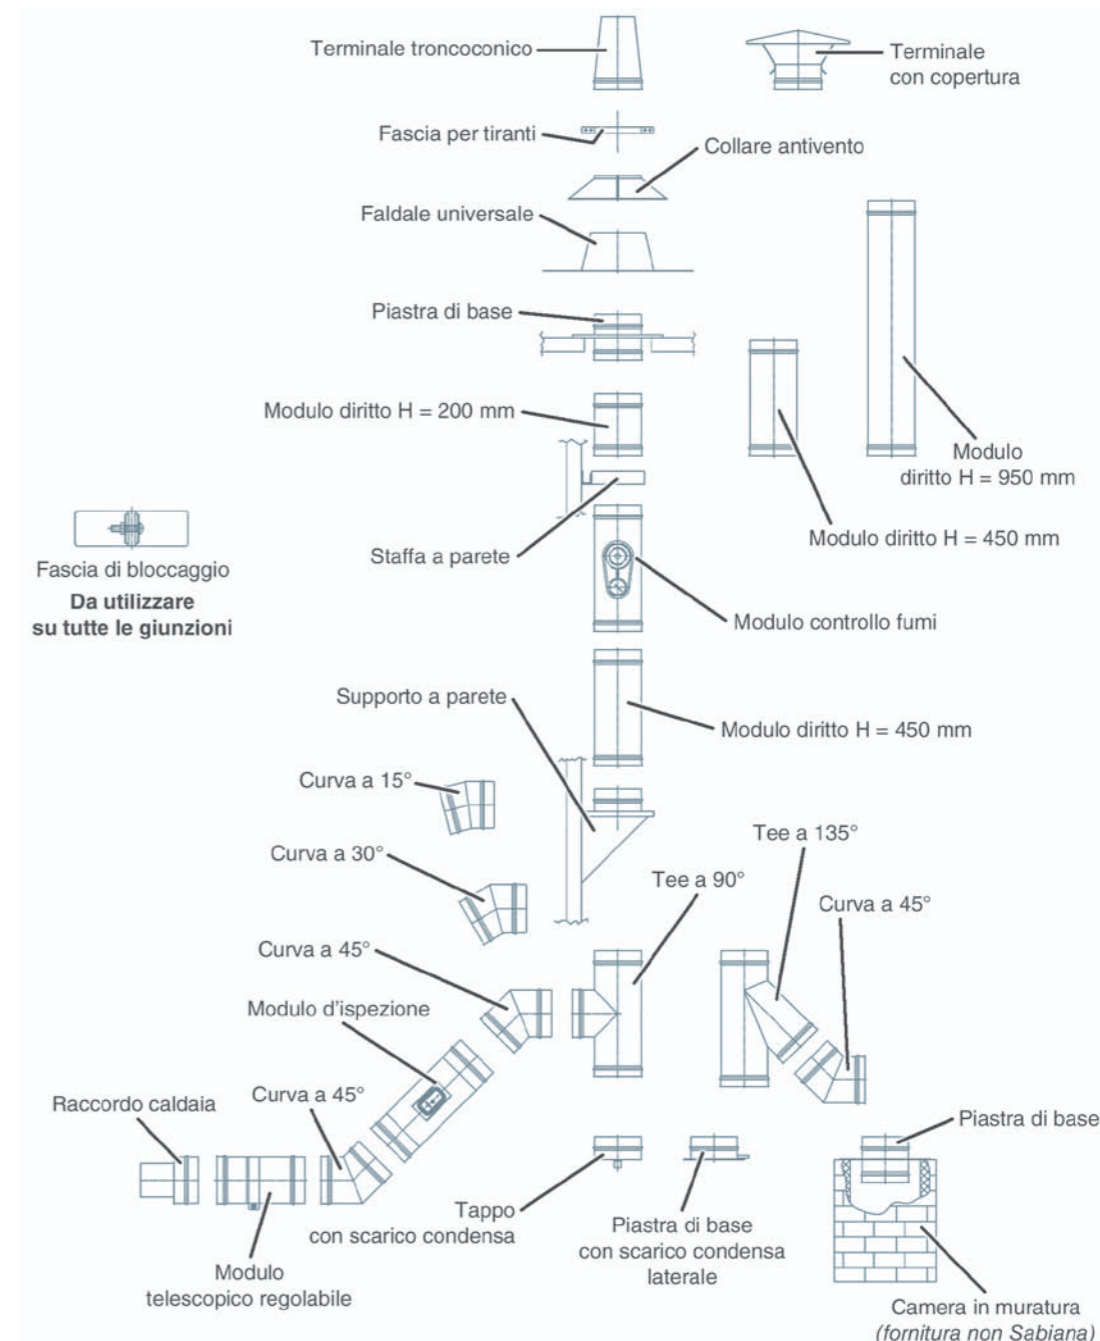 Terminale troncoconico
Terminale
con copertura
Fascia per tiranti
Collare antivento
Faldale universale
Piastra di base
Modulo diritto H = 200 mm
Modulo
diritto H = 950 mm
Modulo diritto H = 450 mm
Staffa a parete
Fascia di bloccaggio
Da utilizzare
su tutte le giunzioni
Modulo controllo fumi
Supporto a parete
Modulo diritto H = 450 mm
Curva a 15°
Tee a 135°
Curva a 30°
Tee a 90°
Curva a 45°
Curva a 45°
Modulo d'ispezione
Curva a 45°
Raccordo caldaia
Piastra di base
Tappo
con scarico condensa
Piastra di base
con scarico condensa
laterale
Modulo
telescopico regolabile
Camera in muratura
(fornitura non Sabiana)